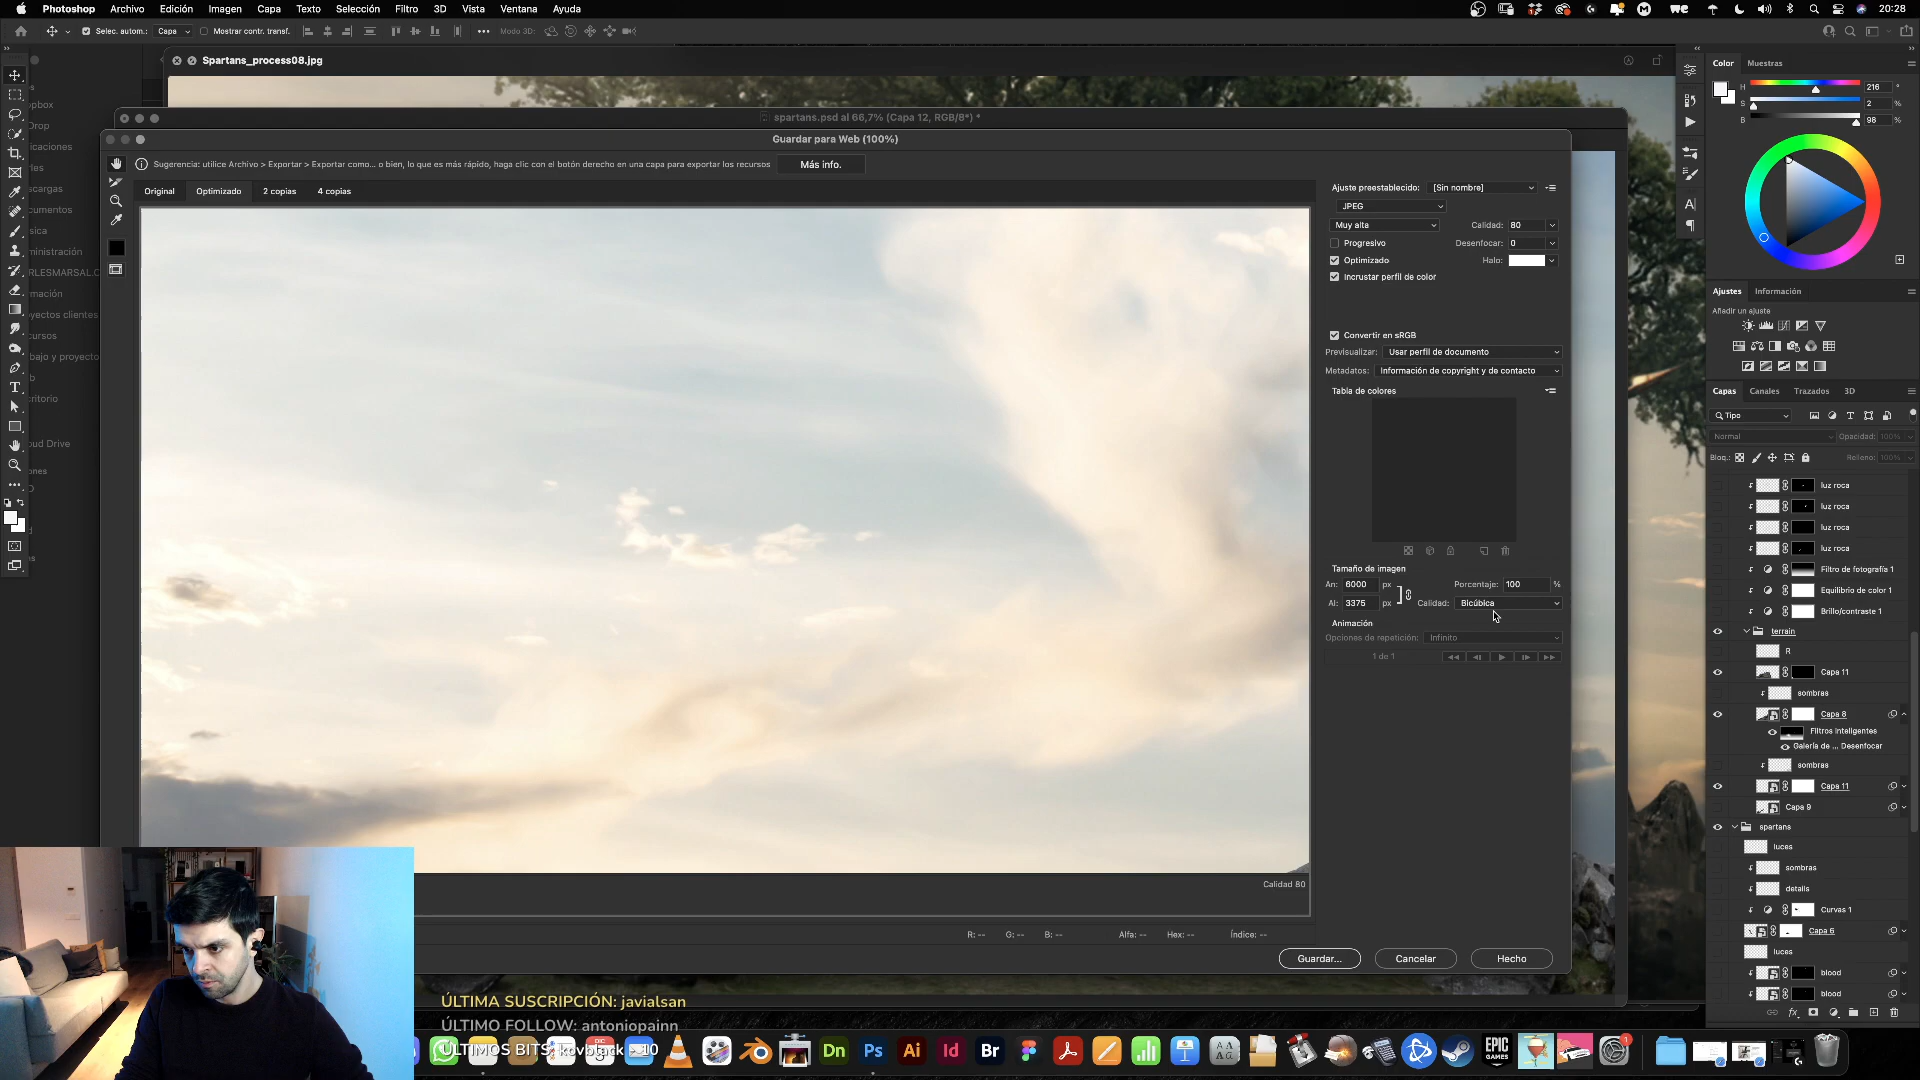 Photoshop Archivo Edición Imagen Capa Texto Selección Filtro 3D Vista Ventana Ayuda 20:28
Selec. autom.: Capa Mostrar contr. transf. Modo 3D:
Spartans_process08.jpg
spartans.psd al 66,7% (Capa 12, RGB/8*) *
Guardar para Web (100%)
Sugerencia: utilice Archivo > Exportar > Exportar como... o bien, lo que es más rápido, haga clic con el botón derecho en una capa para exportar los recursos Más info.
Original Optimizado 2 copias 4 copias
Ajuste preestablecido: [Sin nombre]
JPEG
Muy alta Calidad: 80
Progresivo Desenfocar: 0
Optimizado Halo:
Incrustar perfil de color
Convertir en sRGB
Previsualizar: Usar perfil de documento
Metadatos: Información de copyright y de contacto
Tabla de colores
Tamaño de imagen
An: 6000 px Porcentaje: 100 %
Al: 3375 px Calidad: Bicúbica
Animación
Opciones de repetición: Infinito
1 de 1
Calidad 80
R: -- G: -- B: -- Alfa: -- Hex: -- Índice: --
Guardar... Cancelar Hecho
Color Muestras
H 216 °
S 2 %
B 98 %
Ajustes Información
Añadir un ajuste
Capas Canales Trazados 3D
Tipo
Normal Opacidad: 100%
Bloq.: Relleno: 100%
luz roca
luz roca
luz roca
luz roca
Filtro de fotografía 1
Equilibrio de color 1
Brillo/contraste 1
terrain
R
Capa 11
sombras
Capa 8
Filtros inteligentes
Galería de ... Desenfocar
sombras
Capa 11
Capa 9
spartans
luces
sombras
details
Curvas 1
Capa 6
luces
blood
blood
ÚLTIMA SUSCRIPCIÓN: javialsan
ÚLTIMO FOLLOW: antoniopainn
ÚLTIMOS BITS: kovblack - 10
Dn Ps Ai Id Br
EPIC
GAMES